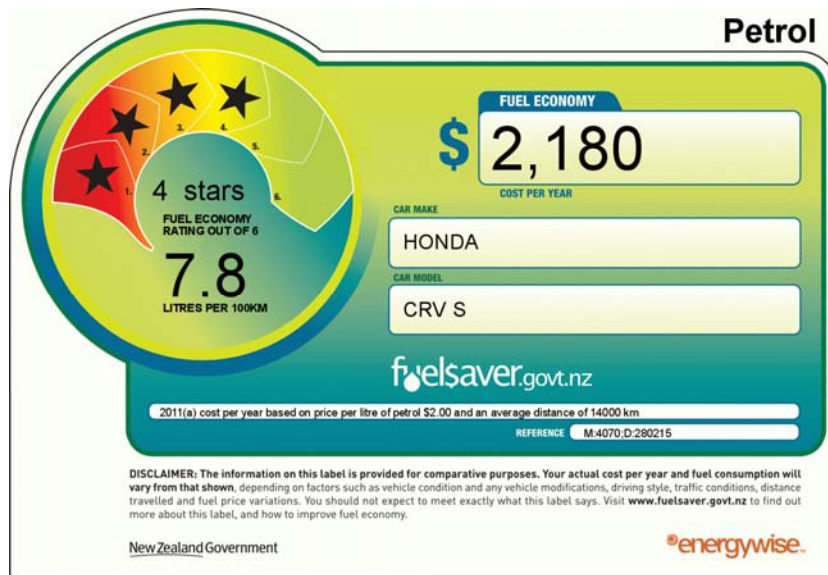 Petrol
1.
2.
3.
4.
5.
6.
4 stars
FUEL ECONOMY
RATING OUT OF 6
7.8
LITRES PER 100KM
FUEL ECONOMY
$ 2,180
COST PER YEAR
CAR MAKE
HONDA
CAR MODEL
CRV S
fuel$aver.govt.nz
2011(a) cost per year based on price per litre of petrol $2.00 and an average distance of 14000 km
REFERENCE M:4070;D:280215
DISCLAIMER: The information on this label is provided for comparative purposes. Your actual cost per year and fuel consumption will
vary from that shown, depending on factors such as vehicle condition and any vehicle modifications, driving style, traffic conditions, distance
travelled and fuel price variations. You should not expect to meet exactly what this label says. Visit www.fuelsaver.govt.nz to find out
more about this label, and how to improve fuel economy.
New Zealand Government
energywise